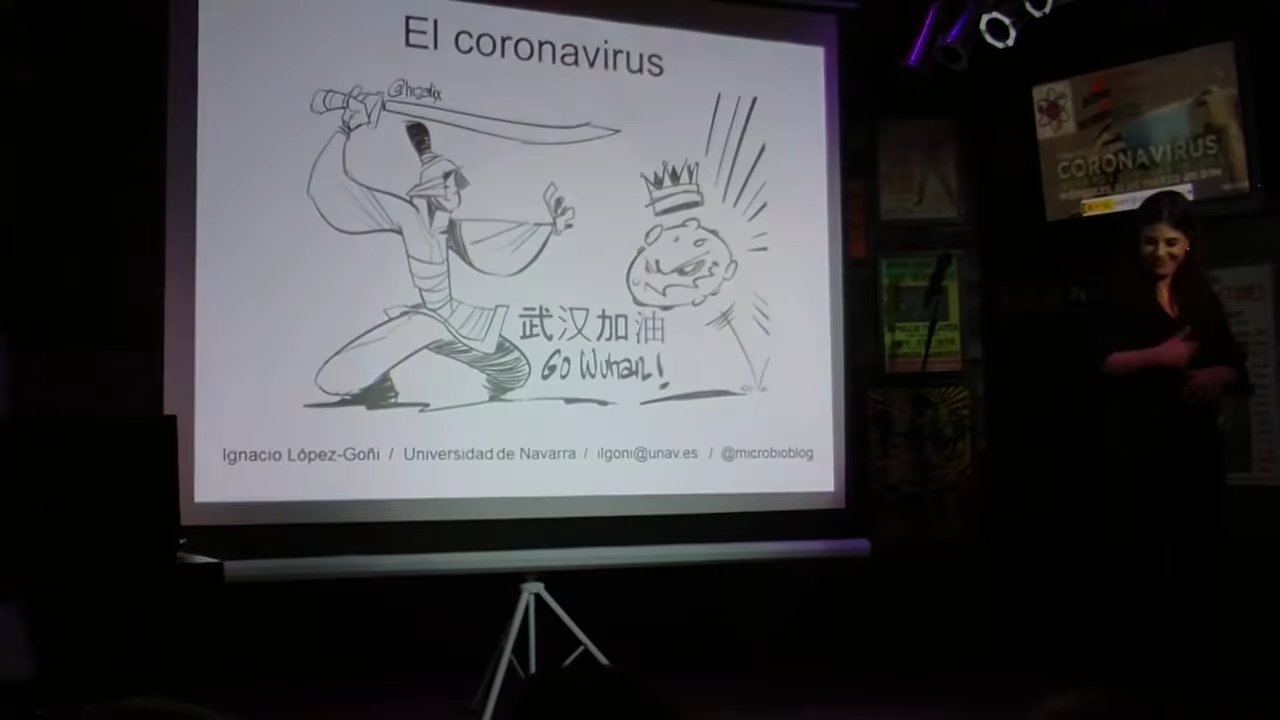 El coronavirus
武汉加油
Go Wuhan!
Ignacio López-Goñi / Universidad de Navarra / ilgoni@unav.es / @microbioblog
CORONAVIRUS